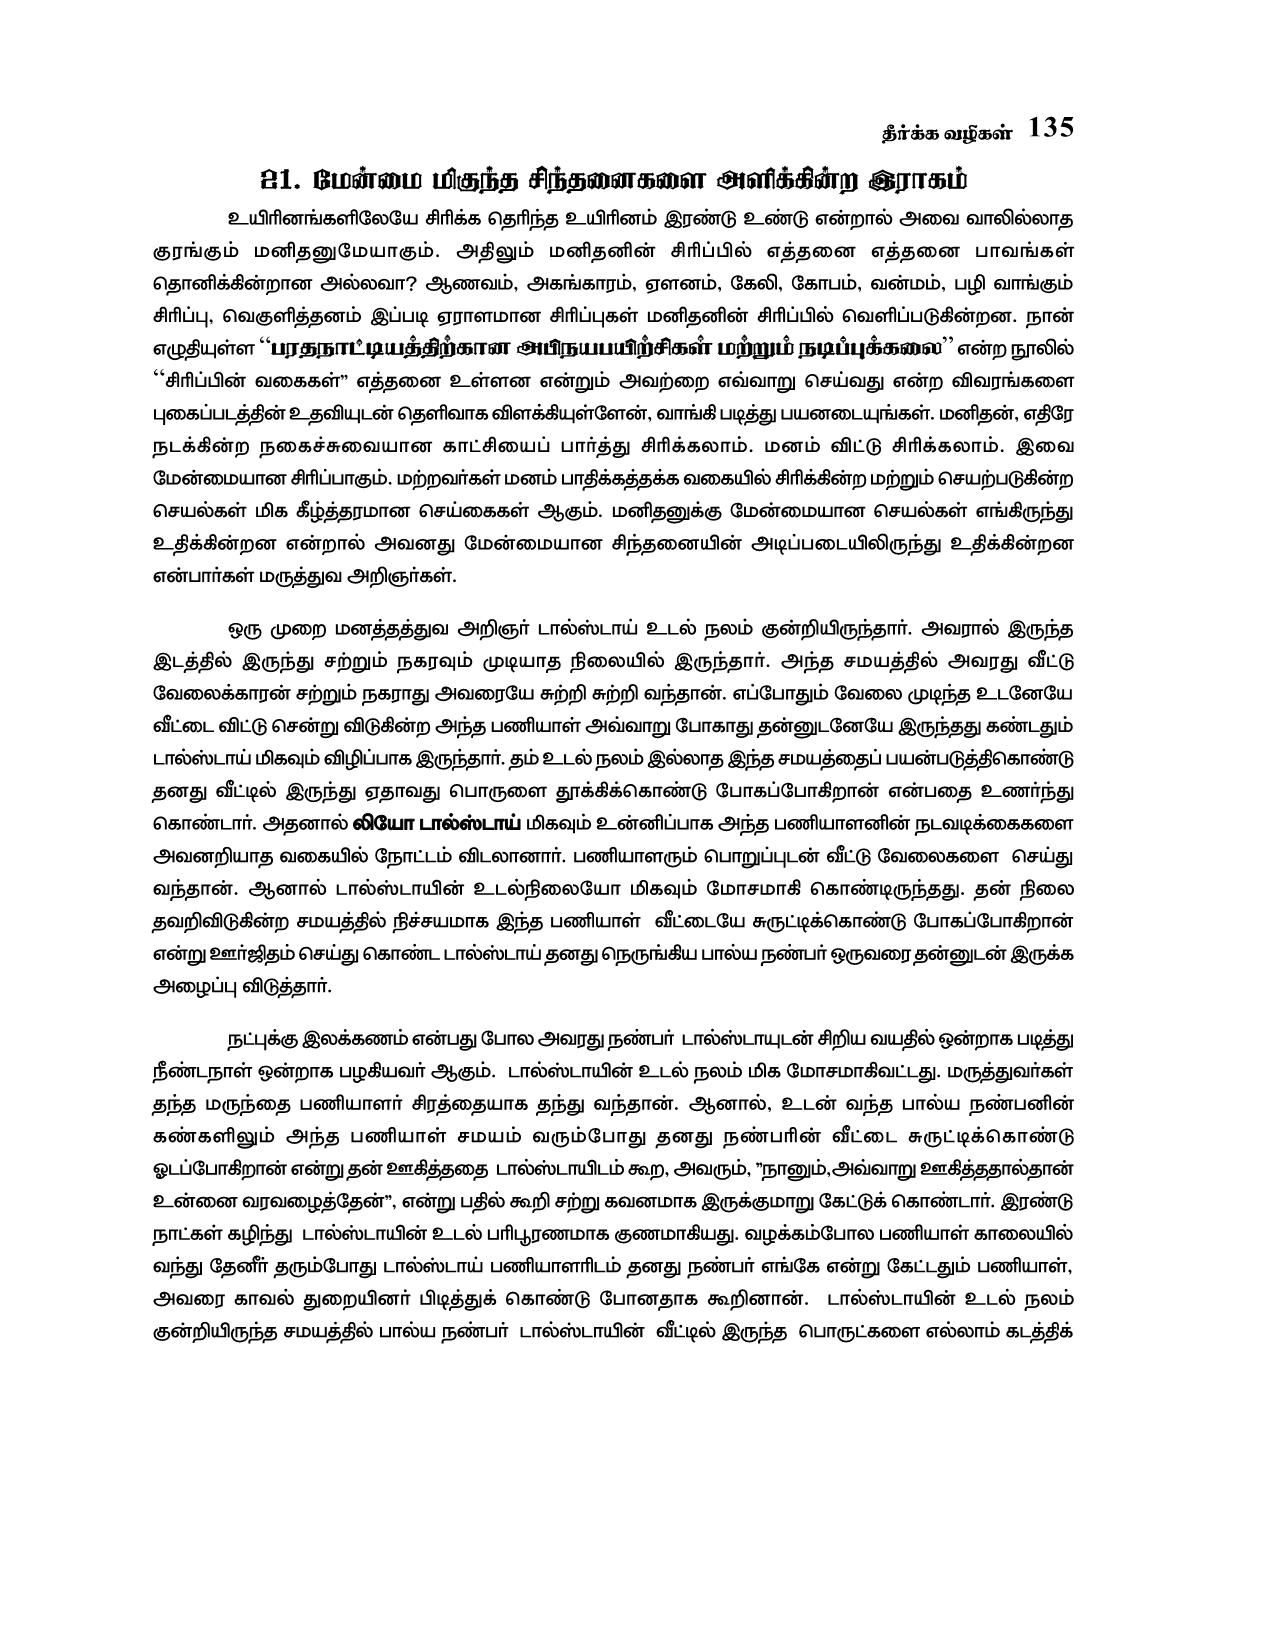 தீர்க்க வழிகள் 135
21. மேன்மை மிகுந்த சிந்தனைகளை அளிக்கின்ற இராகம்
உயிரினங்களிலேயே சிரிக்க தெரிந்த உயிரினம் இரண்டு உண்டு என்றால் அவை வாலில்லாத
குரங்கும் மனிதனுமேயாகும். அதிலும் மனிதனின் சிரிப்பில் எத்தனை எத்தனை பாவங்கள்
தொனிக்கின்றான அல்லவா? ஆணவம், அகங்காரம், ஏளனம், கேலி, கோபம், வன்மம், பழி வாங்கும்
சிரிப்பு, வெகுளித்தனம் இப்படி ஏராளமான சிரிப்புகள் மனிதனின் சிரிப்பில் வெளிப்படுகின்றன. நான்
எழுதியுள்ள “பரதநாட்டியத்திற்கான அபிநயபயிற்சிகள் மற்றும் நடிப்புக்கலை” என்ற நூலில்
“சிரிப்பின் வகைகள்” எத்தனை உள்ளன என்றும் அவற்றை எவ்வாறு செய்வது என்ற விவரங்களை
புகைப்படத்தின் உதவியுடன் தெளிவாக விளக்கியுள்ளேன், வாங்கி படித்து பயனடையுங்கள். மனிதன், எதிரே
நடக்கின்ற நகைச்சுவையான காட்சியைப் பார்த்து சிரிக்கலாம். மனம் விட்டு சிரிக்கலாம். இவை
மேன்மையான சிரிப்பாகும். மற்றவர்கள் மனம் பாதிக்கத்தக்க வகையில் சிரிக்கின்ற மற்றும் செயற்படுகின்ற
செயல்கள் மிக கீழ்த்தரமான செய்கைகள் ஆகும். மனிதனுக்கு மேன்மையான செயல்கள் எங்கிருந்து
உதிக்கின்றன என்றால் அவனது மேன்மையான சிந்தனையின் அடிப்படையிலிருந்து உதிக்கின்றன
என்பார்கள் மருத்துவ அறிஞர்கள்.
ஒரு முறை மனத்தத்துவ அறிஞர் டால்ஸ்டாய் உடல் நலம் குன்றியிருந்தார். அவரால் இருந்த
இடத்தில் இருந்து சற்றும் நகரவும் முடியாத நிலையில் இருந்தார். அந்த சமயத்தில் அவரது வீட்டு
வேலைக்காரன் சற்றும் நகராது அவரையே சுற்றி சுற்றி வந்தான். எப்போதும் வேலை முடிந்த உடனேயே
வீட்டை விட்டு சென்று விடுகின்ற அந்த பணியாள் அவ்வாறு போகாது தன்னுடனேயே இருந்தது கண்டதும்
டால்ஸ்டாய் மிகவும் விழிப்பாக இருந்தார். தம் உடல் நலம் இல்லாத இந்த சமயத்தைப் பயன்படுத்திகொண்டு
தனது வீட்டில் இருந்து ஏதாவது பொருளை தூக்கிக்கொண்டு போகப்போகிறான் என்பதை உணர்ந்து
கொண்டார். அதனால் லியோ டால்ஸ்டாய் மிகவும் உன்னிப்பாக அந்த பணியாளனின் நடவடிக்கைகளை
அவனறியாத வகையில் நோட்டம் விடலானார். பணியாளரும் பொறுப்புடன் வீட்டு வேலைகளை செய்து
வந்தான். ஆனால் டால்ஸ்டாயின் உடல்நிலையோ மிகவும் மோசமாகி கொண்டிருந்தது. தன் நிலை
தவறிவிடுகின்ற சமயத்தில் நிச்சயமாக இந்த பணியாள் வீட்டையே சுருட்டிக்கொண்டு போகப்போகிறான்
என்று ஊர்ஜிதம் செய்து கொண்ட டால்ஸ்டாய் தனது நெருங்கிய பால்ய நண்பர் ஒருவரை தன்னுடன் இருக்க
அழைப்பு விடுத்தார்.
நட்புக்கு இலக்கணம் என்பது போல அவரது நண்பர் டால்ஸ்டாயுடன் சிறிய வயதில் ஒன்றாக படித்து
நீண்டநாள் ஒன்றாக பழகியவர் ஆகும். டால்ஸ்டாயின் உடல் நலம் மிக மோசமாகிவட்டது. மருத்துவர்கள்
தந்த மருந்தை பணியாளர் சிரத்தையாக தந்து வந்தான். ஆனால், உடன் வந்த பால்ய நண்பனின்
கண்களிலும் அந்த பணியாள் சமயம் வரும்போது தனது நண்பரின் வீட்டை சுருட்டிக்கொண்டு
ஓடப்போகிறான் என்று தன் ஊகித்ததை டால்ஸ்டாயிடம் கூற, அவரும், ”நானும்,அவ்வாறு ஊகித்ததால்தான்
உன்னை வரவழைத்தேன்”, என்று பதில் கூறி சற்று கவனமாக இருக்குமாறு கேட்டுக் கொண்டார். இரண்டு
நாட்கள் கழிந்து டால்ஸ்டாயின் உடல் பரிபூரணமாக குணமாகியது. வழக்கம்போல பணியாள் காலையில்
வந்து தேனீர் தரும்போது டால்ஸ்டாய் பணியாளரிடம் தனது நண்பர் எங்கே என்று கேட்டதும் பணியாள்,
அவரை காவல் துறையினர் பிடித்துக் கொண்டு போனதாக கூறினான். டால்ஸ்டாயின் உடல் நலம்
குன்றியிருந்த சமயத்தில் பால்ய நண்பர் டால்ஸ்டாயின் வீட்டில் இருந்த பொருட்களை எல்லாம் கடத்திக்